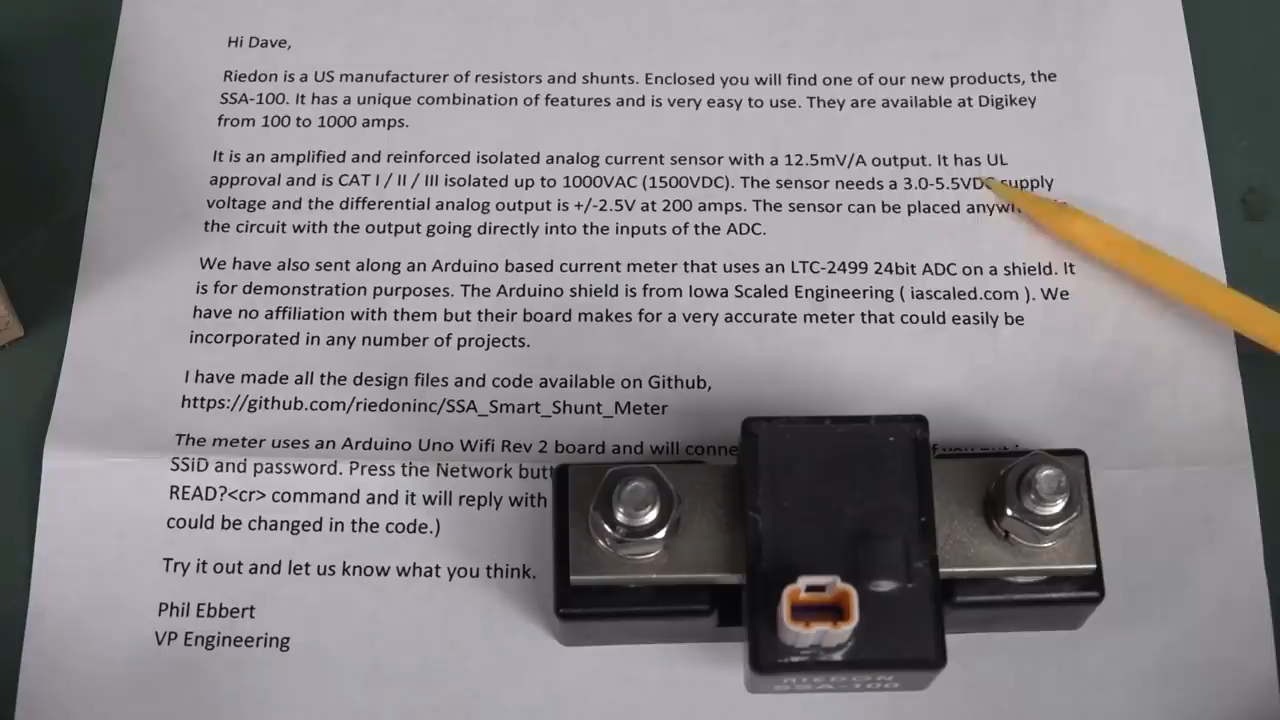 Hi Dave,
Riedon is a US manufacturer of resistors and shunts. Enclosed you will find one of our new products, the
SSA-100. It has a unique combination of features and is very easy to use. They are available at Digikey
from 100 to 1000 amps.
It is an amplified and reinforced isolated analog current sensor with a 12.5mV/A output. It has UL
approval and is CAT I / II / III isolated up to 1000VAC (1500VDC). The sensor needs a 3.0-5.5VDC supply
voltage and the differential analog output is +/-2.5V at 200 amps. The sensor can be placed
the circuit with the output going directly into the inputs of the ADC.
We have also sent along an Arduino based current meter that uses an LTC-2499 24bit ADC on a shield. It
is for demonstration purposes. The Arduino shield is from Iowa Scaled Engineering ( iascaled.com ). We
have no affiliation with them but their board makes for a very accurate meter that could easily be
incorporated in any number of projects.
I have made all the design files and code available on Github,
https://github.com/riedoninc/SSA_Smart_Shunt_Meter
The meter uses an Arduino Uno Wifi Rev 2 board and will
SSiD and password. Press the Network
READ?<cr> command and it will reply with
could be changed in the code.)
Try it out and let us know what you think.
Phil Ebbert
VP Engineering
RIEDON
SSA-100